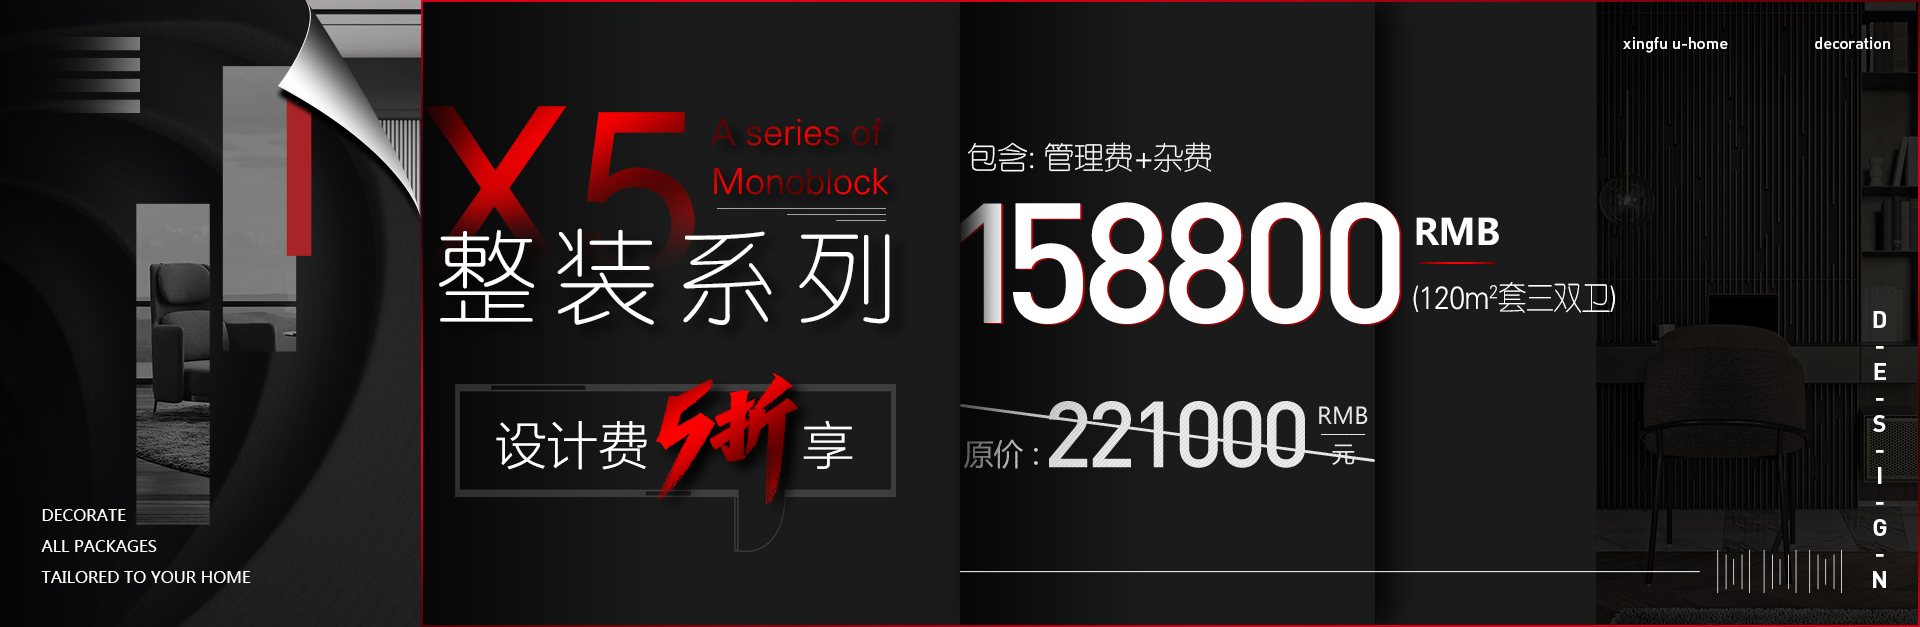 xingfu u-home
decoration
X5
A series of
Monoblock
整装系列
设计费5折享
包含: 管理费+杂费
158800
RMB
(120m²套三双卫)
原价 : 221000
RMB
元
DECORATE
ALL PACKAGES
TAILORED TO YOUR HOME
D-E-S-I-G-N